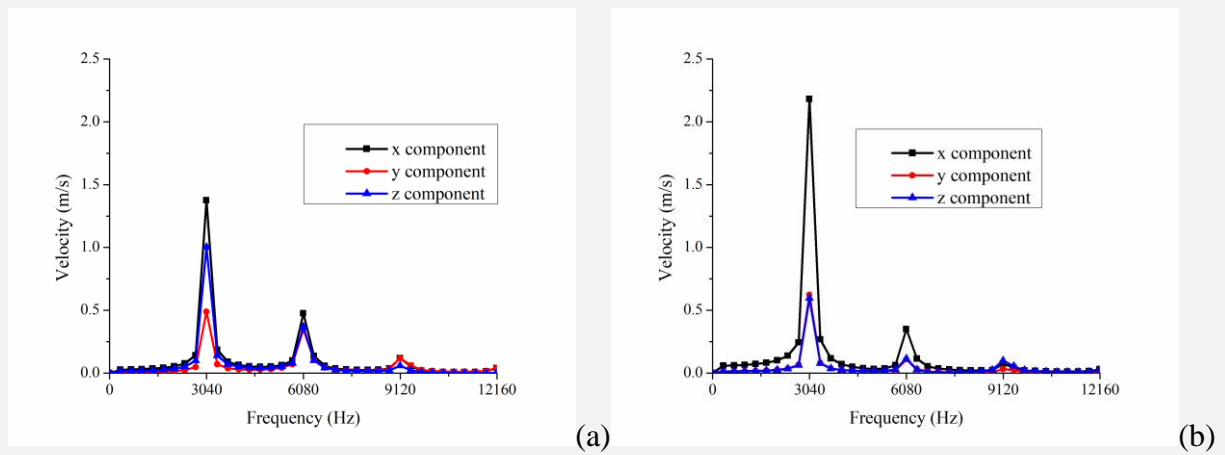 2.5
2.0
1.5
1.0
0.5
0.0
Velocity (m/s)
x component
y component
z component
0 3040 6080 9120 12160
Frequency (Hz)
(a)
2.5
2.0
1.5
1.0
0.5
0.0
Velocity (m/s)
x component
y component
z component
0 3040 6080 9120 12160
Frequency (Hz)
(b)